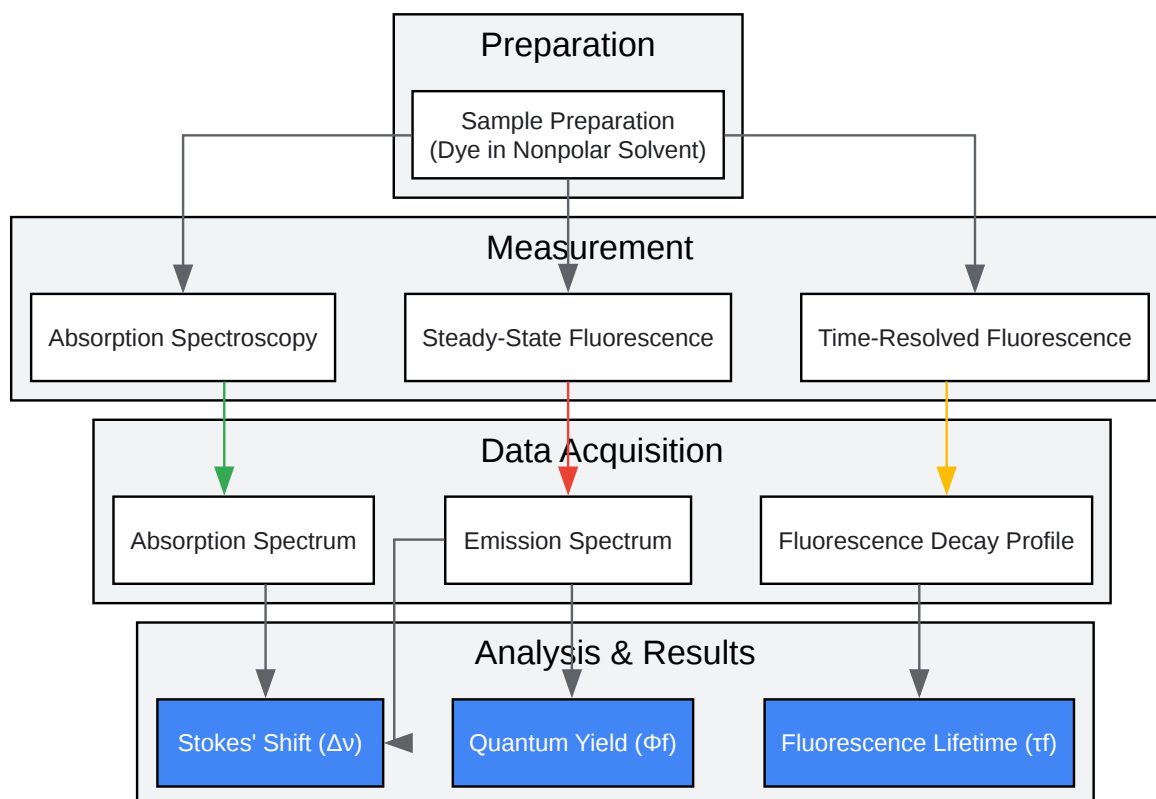 Preparation
Sample Preparation
(Dye in Nonpolar Solvent)
Measurement
Absorption Spectroscopy
Steady-State Fluorescence
Time-Resolved Fluorescence
Data Acquisition
Absorption Spectrum
Emission Spectrum
Fluorescence Decay Profile
Analysis & Results
Stokes' Shift (Δν)
Quantum Yield (Φf)
Fluorescence Lifetime (τf)